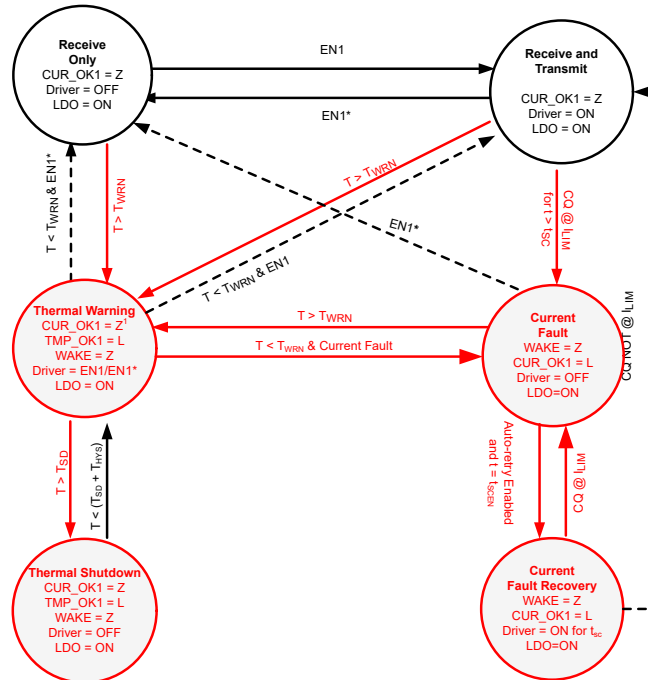 Receive
Only
CUR_OK1 = Z
Driver = OFF
LDO = ON
EN1
EN1*
Receive and
Transmit
CUR_OK1 = Z
Driver = ON
LDO = ON
T < TWRN & EN1*
T > TWRN
T > TWRN
T < TWRN & EN1
EN1*
CQ @ ILIM
for t > tSC
Thermal Warning
CUR_OK1 = Z¹
TMP_OK1 = L
WAKE = Z
Driver = EN1/EN1*
LDO = ON
T > TWRN
T < TWRN & Current Fault
Current
Fault
WAKE = Z
CUR_OK1 = L
Driver = OFF
LDO=ON
CQ NOT @ ILIM
T > TSD
T < (TSD + THYS)
Auto-retry Enabled
and t = tSCEN
CQ @ ILIM
Thermal Shutdown
CUR_OK1 = Z
TMP_OK1 = L
WAKE = Z
Driver = OFF
LDO = ON
Current
Fault Recovery
WAKE = Z
CUR_OK1 = L
Driver = ON for tsc
LDO=ON